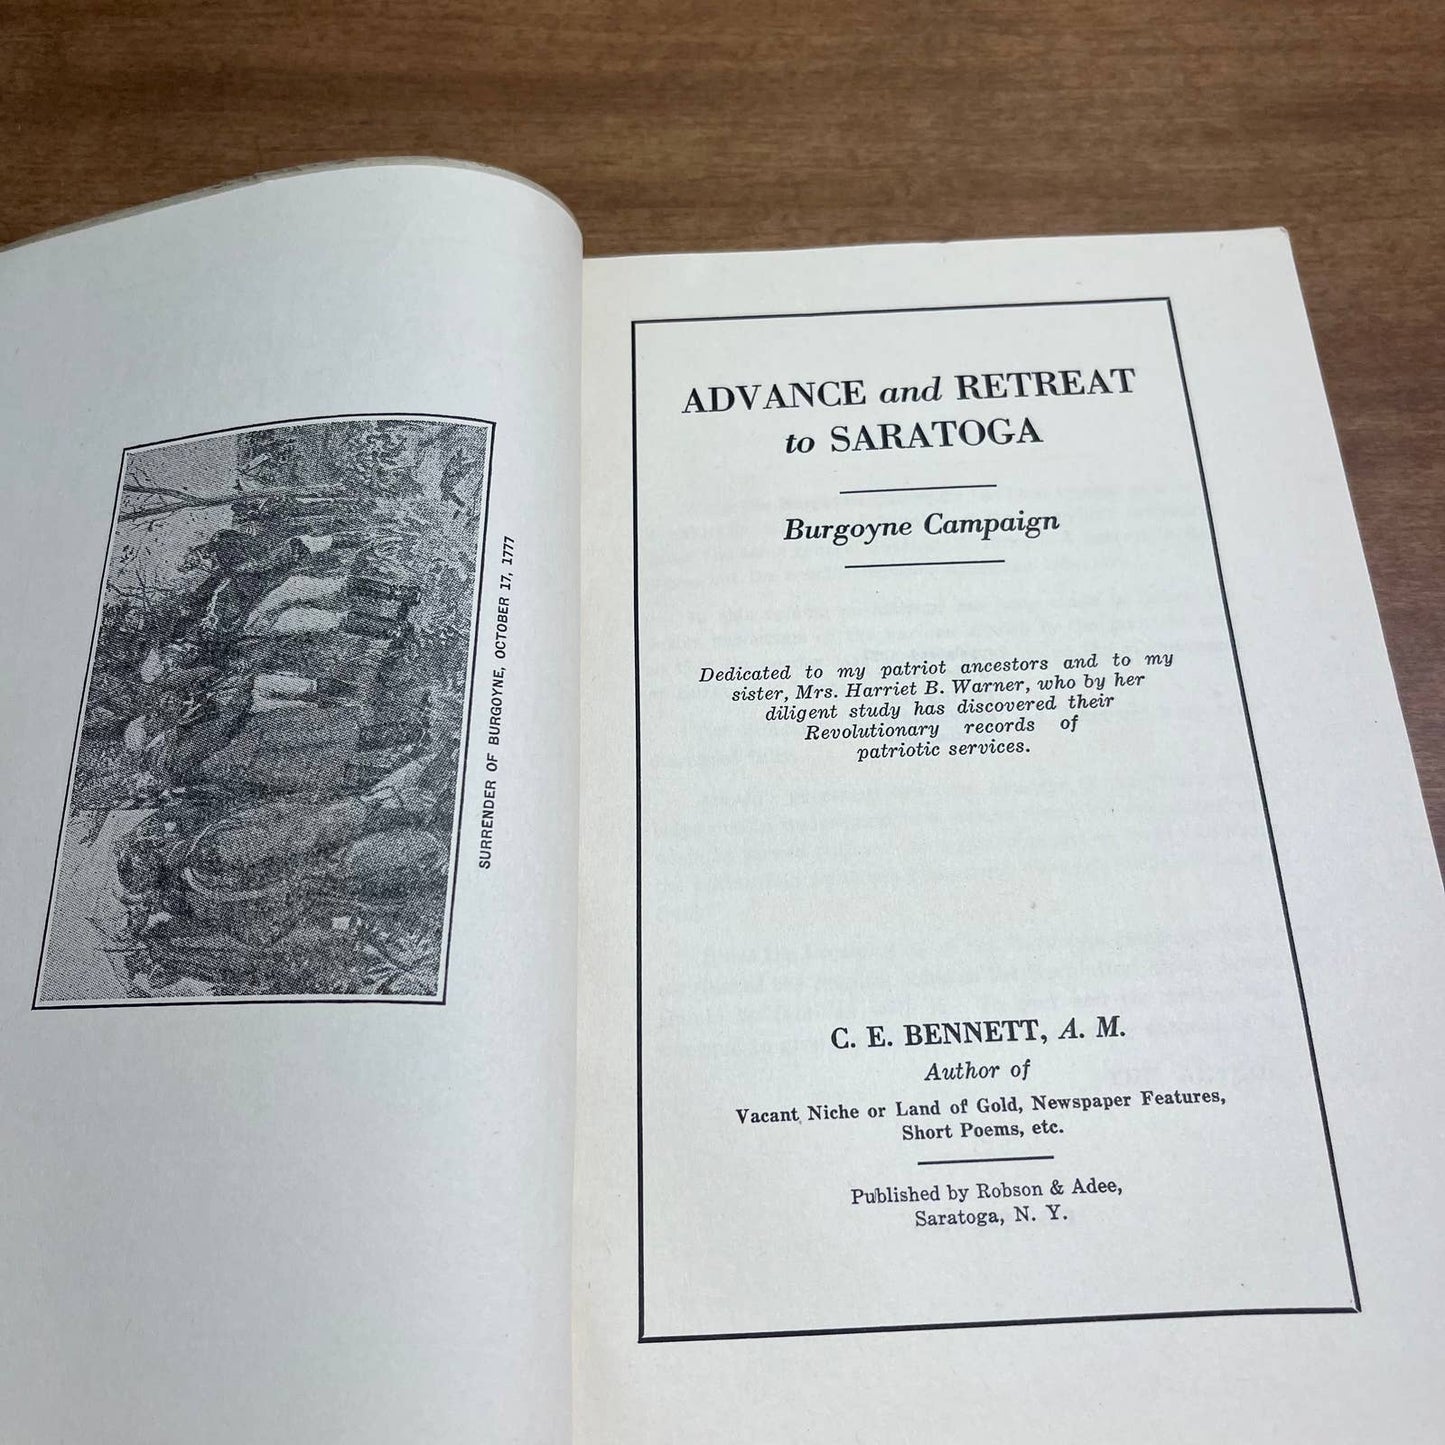 SURRENDER OF BURGOYNE, OCTOBER 17, 1777
ADVANCE and RETREAT
to SARATOGA
Burgoyne Campaign
Dedicated to my patriot ancestors and to my
sister, Mrs. Harriet B. Warner, who by her
diligent study has discovered their
Revolutionary records of
patriotic services.
C. E. BENNETT, A. M.
Author of
Vacant Niche or Land of Gold, Newspaper Features,
Short Poems, etc.
Published by Robson & Adee,
Saratoga, N. Y.